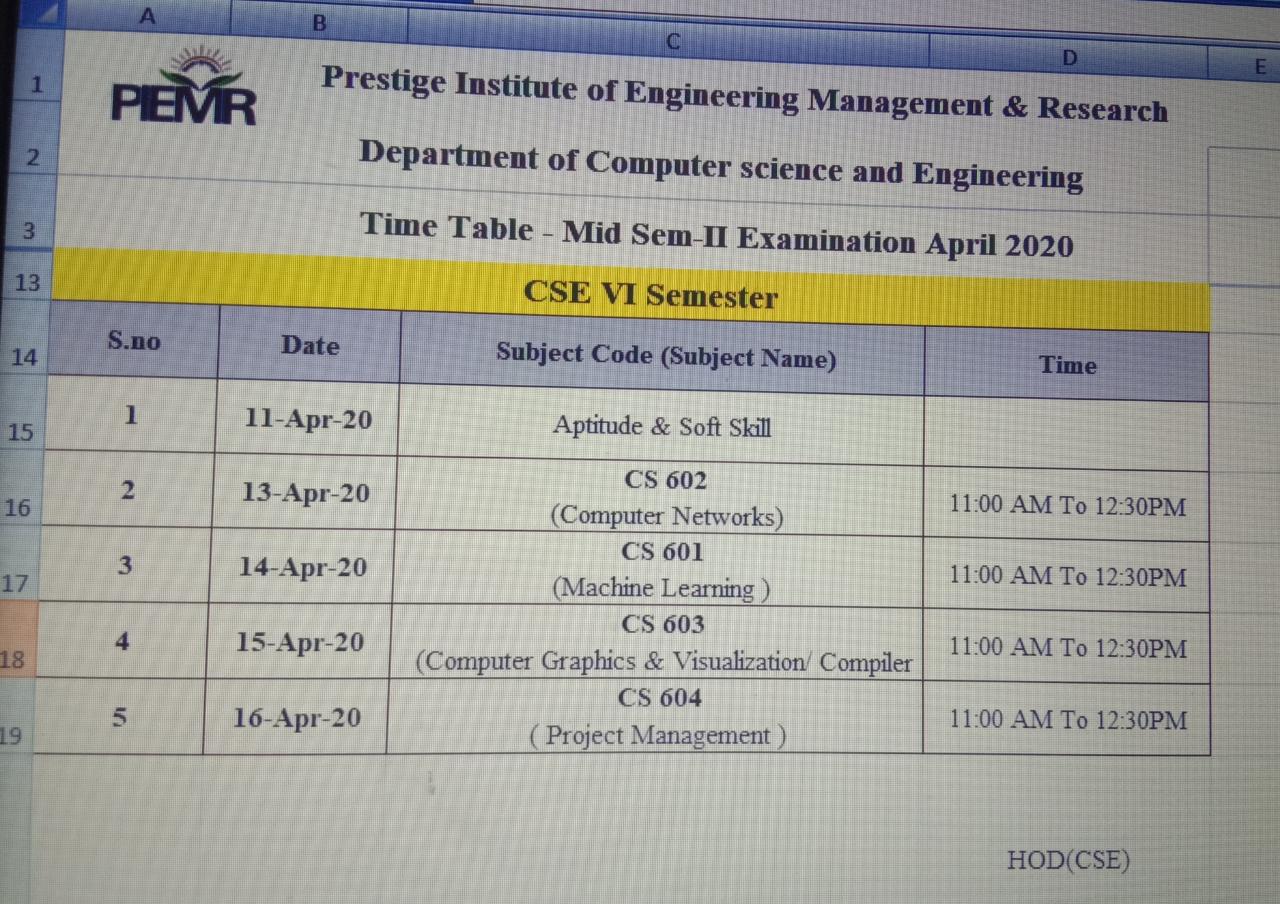 A B C D E
1 PIEMR Prestige Institute of Engineering Management & Research
2 Department of Computer science and Engineering
3 Time Table - Mid Sem-II Examination April 2020
13 CSE VI Semester
14 S.no Date Subject Code (Subject Name) Time
15 1 11-Apr-20 Aptitude & Soft Skill
16 2 13-Apr-20 CS 602 11:00 AM To 12:30PM
(Computer Networks)
17 3 14-Apr-20 CS 601 11:00 AM To 12:30PM
(Machine Learning )
18 4 15-Apr-20 CS 603 11:00 AM To 12:30PM
(Computer Graphics & Visualization/ Compiler
19 5 16-Apr-20 CS 604 11:00 AM To 12:30PM
( Project Management )
HOD(CSE)